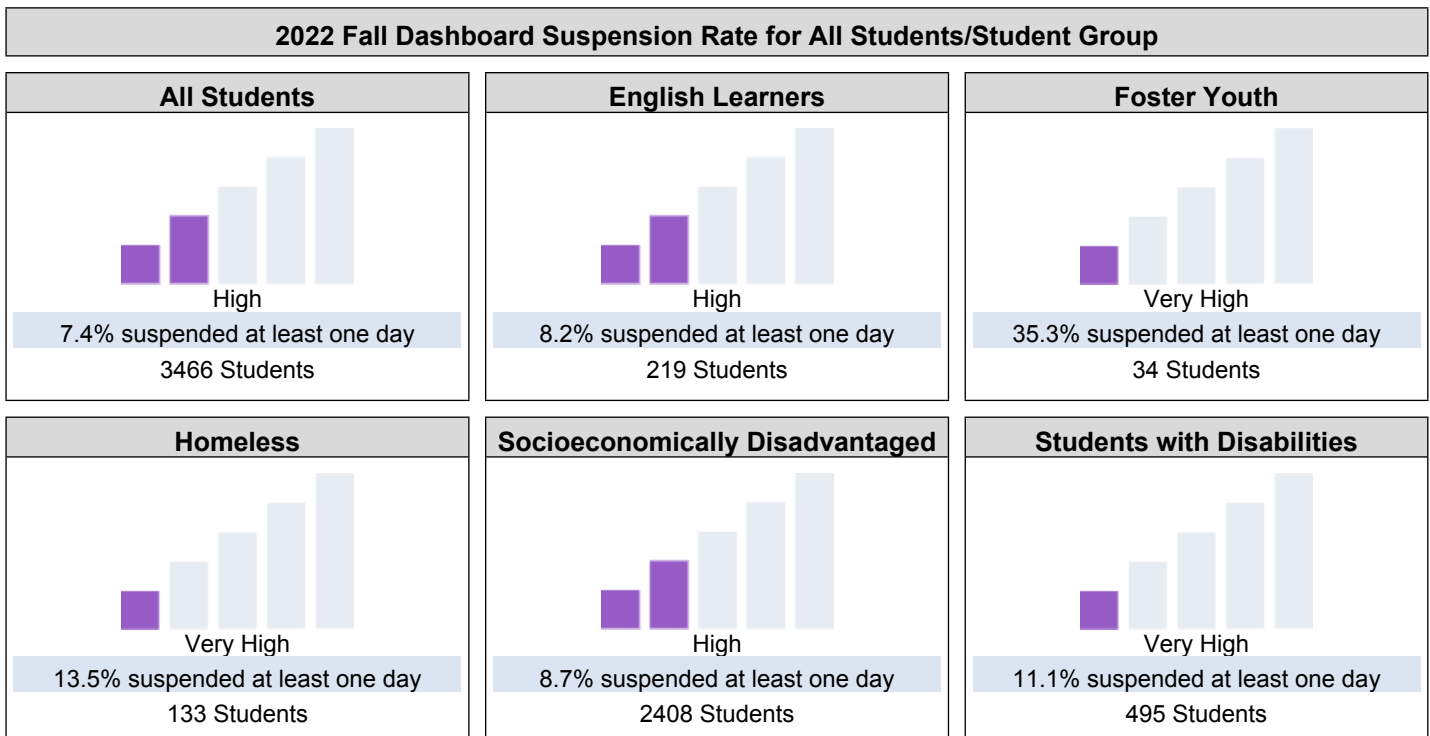 2022 Fall Dashboard Suspension Rate for All Students/Student Group
All Students
High
7.4% suspended at least one day
3466 Students
English Learners
High
8.2% suspended at least one day
219 Students
Foster Youth
Very High
35.3% suspended at least one day
34 Students
Homeless
Very High
13.5% suspended at least one day
133 Students
Socioeconomically Disadvantaged
High
8.7% suspended at least one day
2408 Students
Students with Disabilities
Very High
11.1% suspended at least one day
495 Students